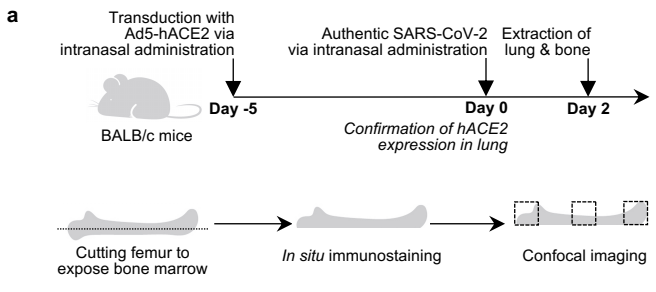 a
Transduction with
Ad5-hACE2 via
intranasal administration
Authentic SARS-CoV-2
via intranasal administration
Extraction of
lung & bone
BALB/c mice
Day -5
Day 0
Day 2
Confirmation of hACE2
expression in lung
Cutting femur to
expose bone marrow
In situ immunostaining
Confocal imaging